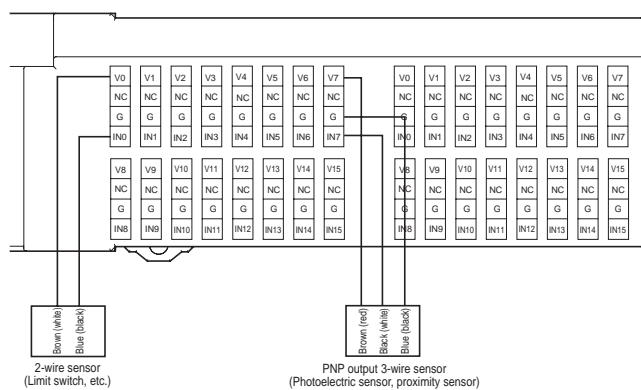 V0 V1 V2 V3 V4 V5 V6 V7 V0 V1 V2 V3 V4 V5 V6 V7
NC NC NC NC NC NC NC NC NC NC NC NC NC NC NC NC
G G G G G G G G G G G G G G G G
IN0 IN1 IN2 IN3 IN4 IN5 IN6 IN7 IN0 IN1 IN2 IN3 IN4 IN5 IN6 IN7
V8 V9 V10 V11 V12 V13 V14 V15 V8 V9 V10 V11 V12 V13 V14 V15
NC NC NC NC NC NC NC NC NC NC NC NC NC NC NC NC
G G G G G G G G G G G G G G G G
IN8 IN9 IN10 IN11 IN12 IN13 IN14 IN15 IN8 IN9 IN10 IN11 IN12 IN13 IN14 IN15
Brown (white)
Blue (black)
2-wire sensor
(Limit switch, etc.)
Brown (red)
Black (white)
Blue (black)
PNP output 3-wire sensor
(Photoelectric sensor, proximity sensor)